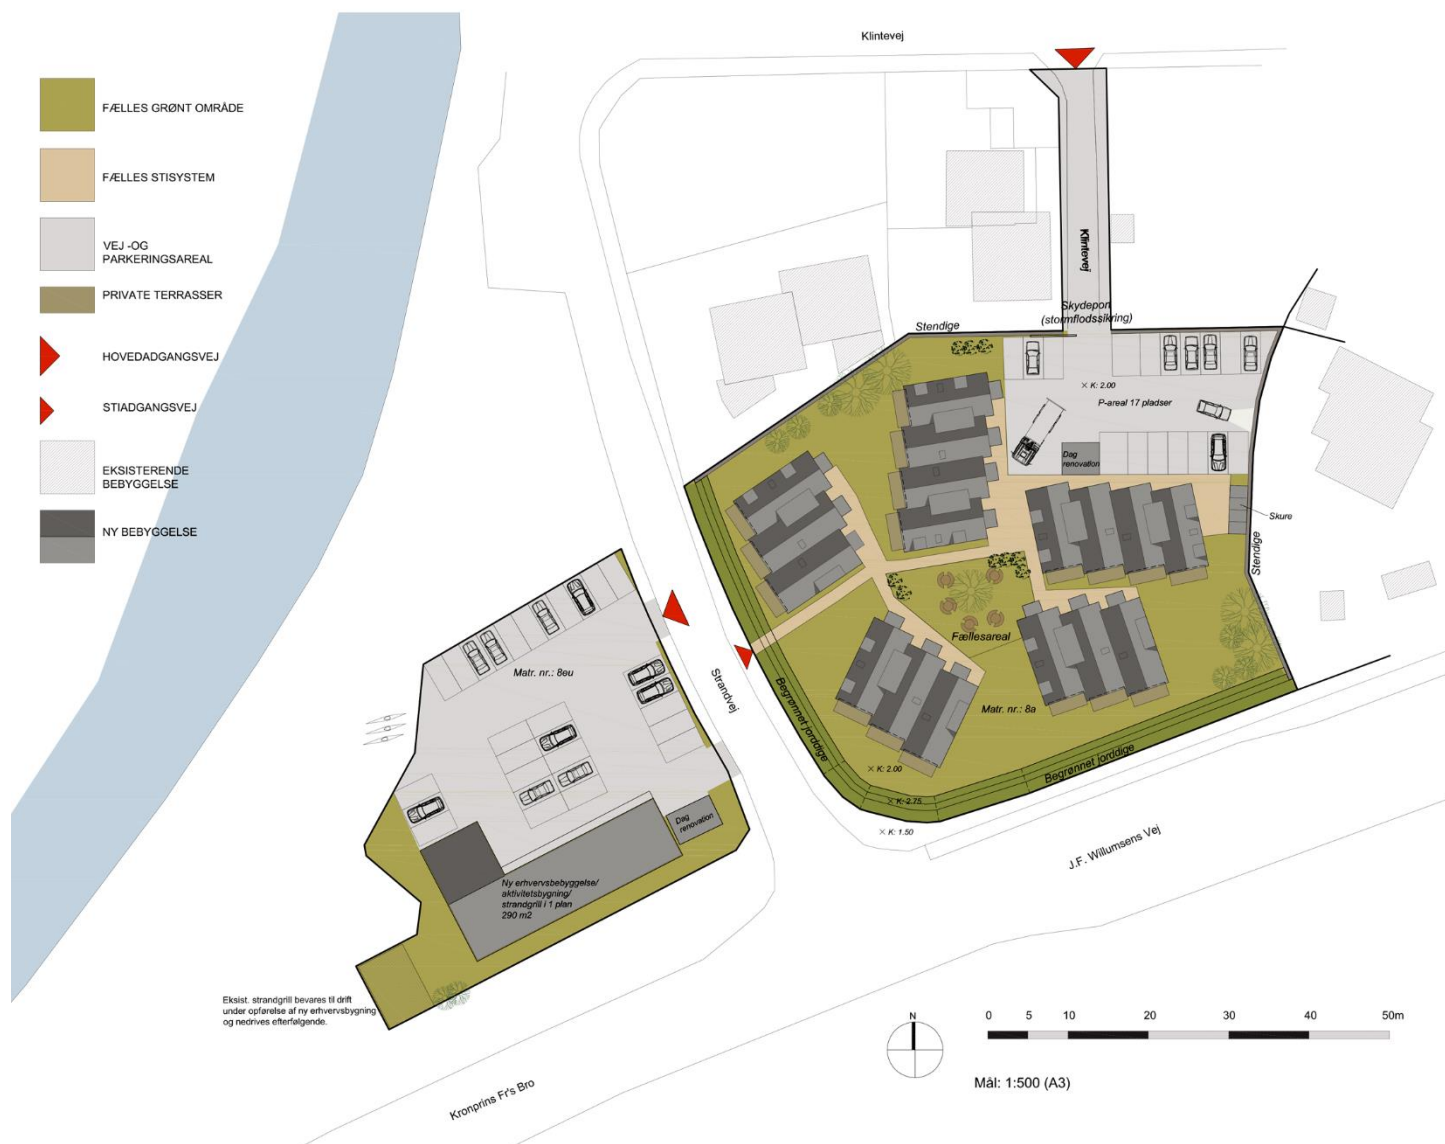 Klintevej
FÆLLES GRØNT OMRÅDE
FÆLLES STISYSTEM
VEJ -OG
PARKERINGSAREAL
PRIVATE TERRASSER
HOVEDADGANGSVEJ
STIADGANGSVEJ
EKSISTERENDE
BEBYGGELSE
NY BEBYGGELSE
Klintevej
Skydeport
(stormflodssikring)
Stendige
K: 2.00
P-areal 17 pladser
Dag
renovation
Skure
Stendige
Fællesareal
Matr. nr.: 8a
Begrønnet jorddige
Begrønnet jorddige
K: 2.00
K: 2.75
K: 1.50
Strandvej
Matr. nr.: 8eu
Dag
renovation
Ny erhvervsbebyggelse/
aktivitetsbygning/
strandgrill i 1 plan
290 m2
Eksist. strandgrill bevares til drift
under opførelse af ny erhvervsbygning
og nedrives efterfølgende.
J.F. Willumsens Vej
Kronprins Fr's Bro
N
0 5 10 20 30 40 50m
Mål: 1:500 (A3)